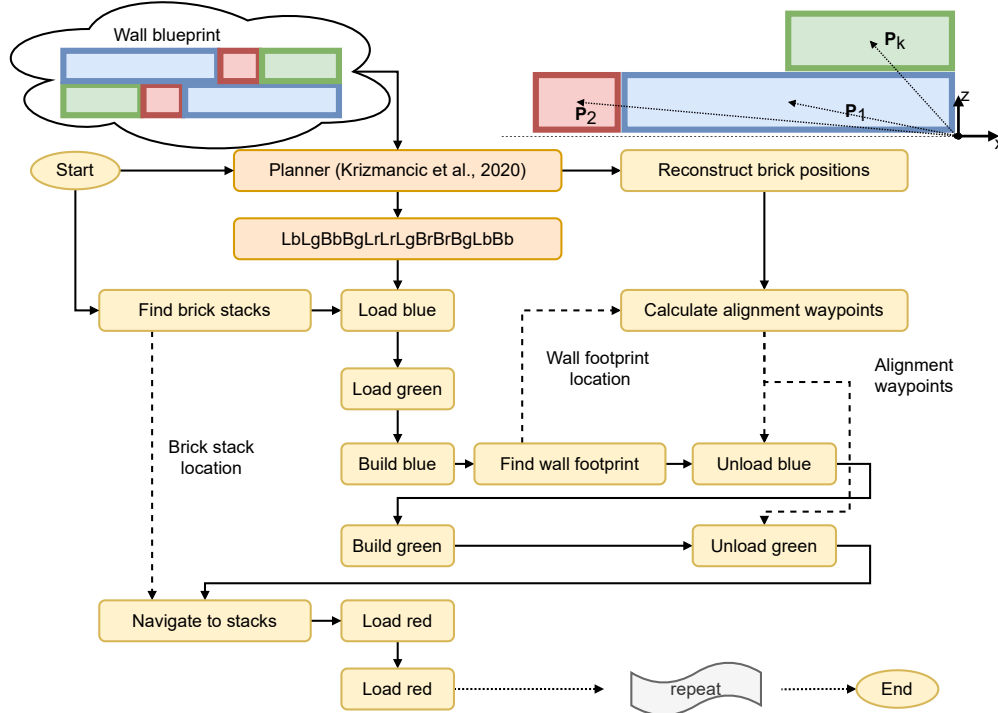 Wall blueprint
Pk
P1
P2
z
x
Start
Planner (Krizmancic et al., 2020)
Reconstruct brick positions
LbLgBbBgLrLrLgBrBrBgLbBb
Find brick stacks
Load blue
Calculate alignment waypoints
Wall footprint
location
Alignment
waypoints
Load green
Brick stack
location
Build blue
Find wall footprint
Unload blue
Build green
Unload green
Navigate to stacks
Load red
Load red
repeat
End